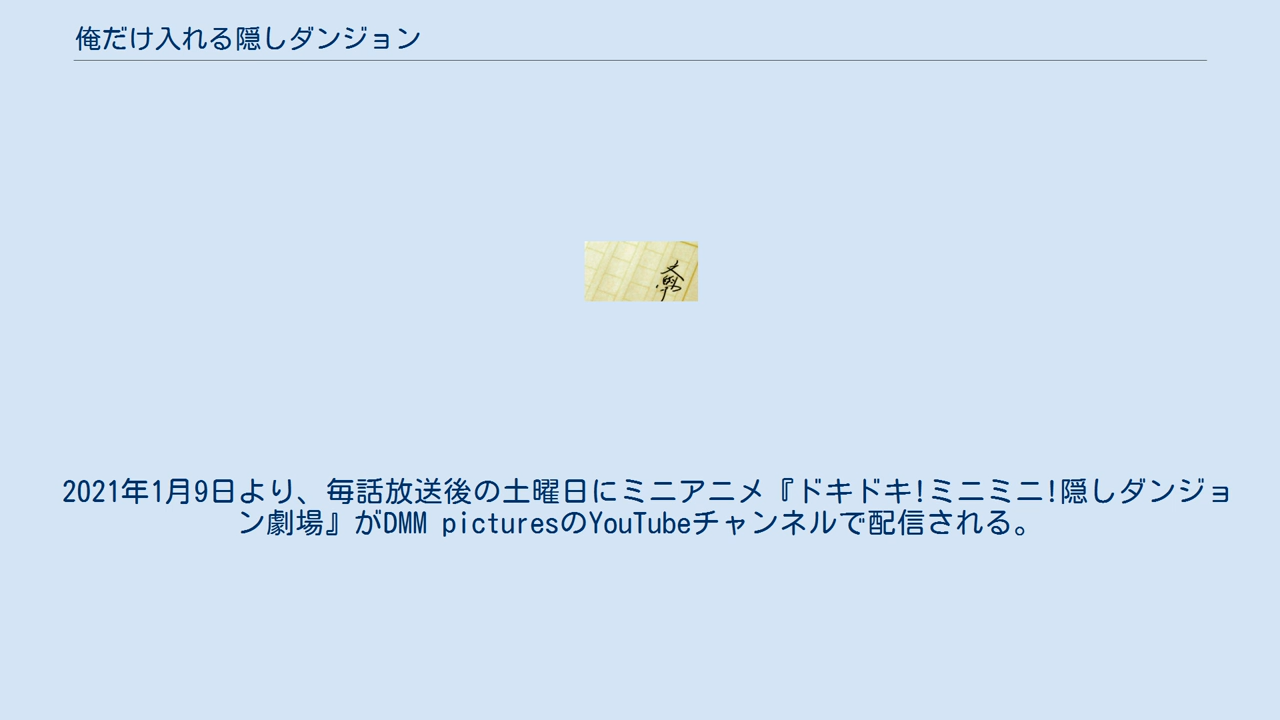 俺だけ入れる隠しダンジョン
2021年1月9日より、毎話放送後の土曜日にミニアニメ『ドキドキ!ミニミニ!隠しダンジョ
ン劇場』がDMM picturesのYouTubeチャンネルで配信される。